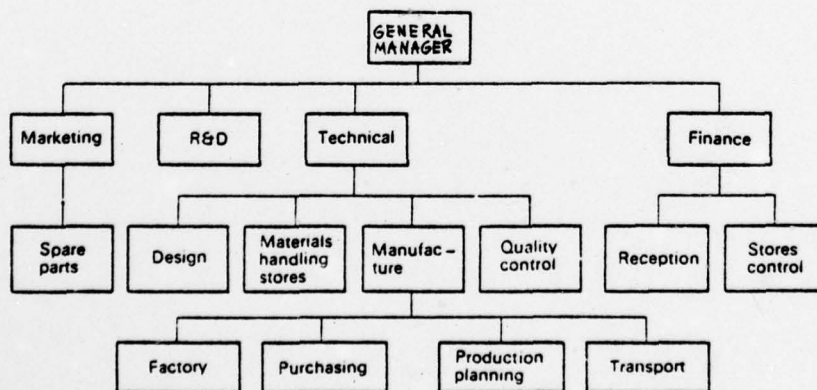 GENERAL
MANAGER
Marketing
R&D
Technical
Finance
Spare
parts
Design
Materials
handling
stores
Manufac-
ture
Quality
control
Reception
Stores
control
Factory
Purchasing
Production
planning
Transport